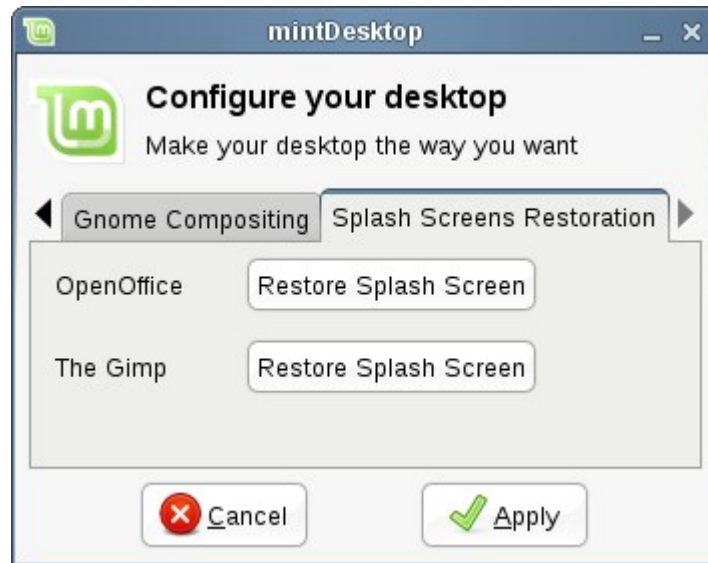 mintDesktop
Configure your desktop
Make your desktop the way you want
Gnome Compositing Splash Screens Restoration
OpenOffice Restore Splash Screen
The Gimp Restore Splash Screen
Cancel Apply